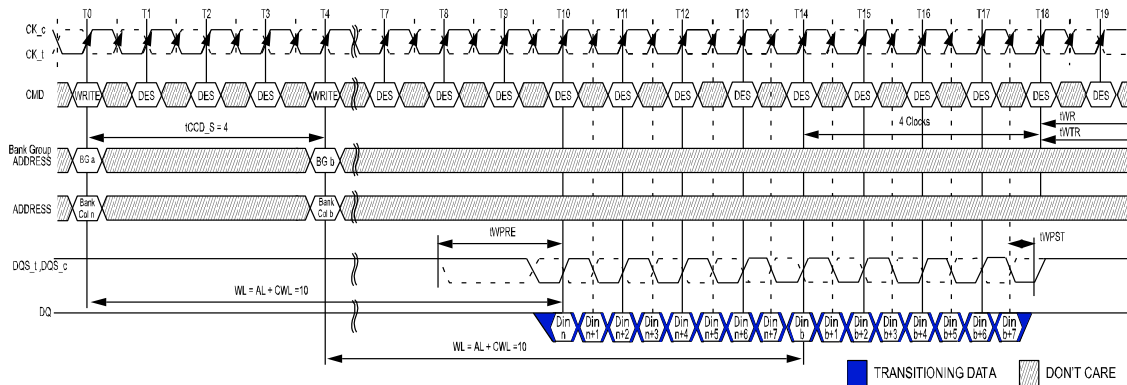 T0 T1 T2 T3 T4 T7 T8 T9 T10 T11 T12 T13 T14 T15 T16 T17 T18 T19
CK_c
CK_t
CMD WRITE DES DES DES WRITE DES DES DES DES DES DES DES DES DES DES DES DES DES
tCCD_S = 4
4 Clocks
tWR
tWTR
Bank Group
ADDRESS
BG a
BG b
ADDRESS
Bank
Col n
Bank
Col b
tWPRE
tWPST
DQS_t ,DQS_c
WL = AL + CWL =10
DQ
Din n
Din n+1
Din n+2
Din n+3
Din n+4
Din n+5
Din n+6
Din n+7
Din b
Din b+1
Din b+2
Din b+3
Din b+4
Din b+5
Din b+6
Din b+7
WL = AL + CWL =10
TRANSITIONING DATA
DON'T CARE